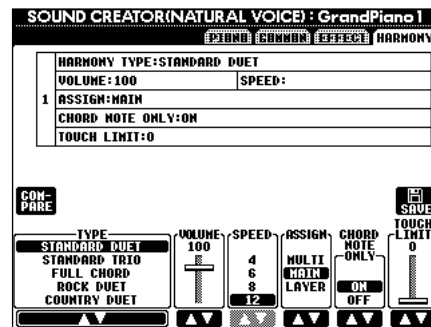 SOUND CREATOR(NATURAL VOICE) : GrandPiano1
PIANO COMMON EFFECT HARMONY
HARMONY TYPE:STANDARD DUET
VOLUME:100 SPEED:
1 ASSIGN:MAIN
CHORD NOTE ONLY:ON
TOUCH LIMIT:0
COM-
PARE
SAVE
TYPE
STANDARD DUET
STANDARD TRIO
FULL CHORD
ROCK DUET
COUNTRY DUET
VOLUME
100
SPEED
4
6
8
12
ASSIGN
MULTI
MAIN
LAYER
CHORD
NOTE
ONLY
ON
OFF
TOUCH
LIMIT
0